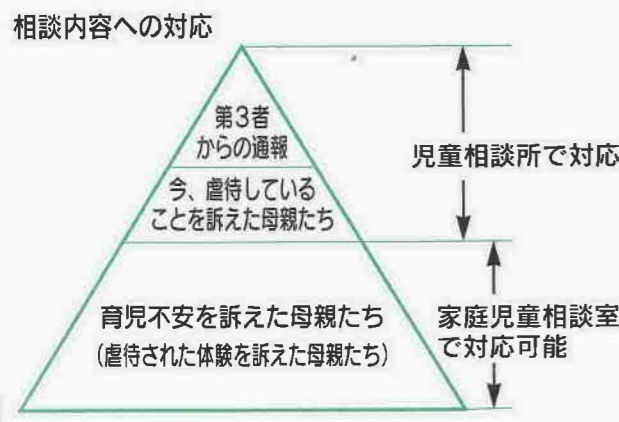 相談内容への対応
第3者
からの通報
今、虐待している
ことを訴えた母親たち
児童相談所で対応
育児不安を訴えた母親たち
(虐待された体験を訴えた母親たち)
家庭児童相談室
で対応可能